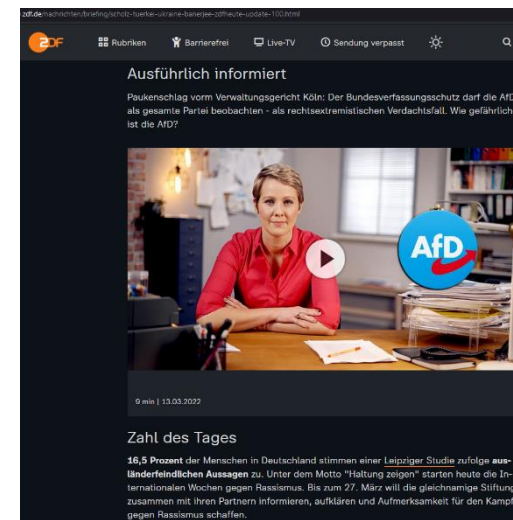 zdf.de/nachrichten/briefing/scholz-tuerkei-ukraine-banerjee-zdfheute-update-100.html
ZDF
Rubriken
Barrierefrei
Live-TV
Sendung verpasst
Ausführlich informiert
Paukenschlag vorm Verwaltungsgericht Köln: Der Bundesverfassungsschutz darf die AfD
als gesamte Partei beobachten - als rechtsextremistischen Verdachtsfall. Wie gefährlich
ist die AfD?
AfD
9 min | 13.03.2022
Zahl des Tages
16,5 Prozent der Menschen in Deutschland stimmen einer Leipziger Studie zufolge aus-
länderfeindlichen Aussagen zu. Unter dem Motto "Haltung zeigen" starten heute die In-
ternationalen Wochen gegen Rassismus. Bis zum 27. März will die gleichnamige Stiftung
zusammen mit ihren Partnern informieren, aufklären und Aufmerksamkeit für den Kampf
gegen Rassismus schaffen.